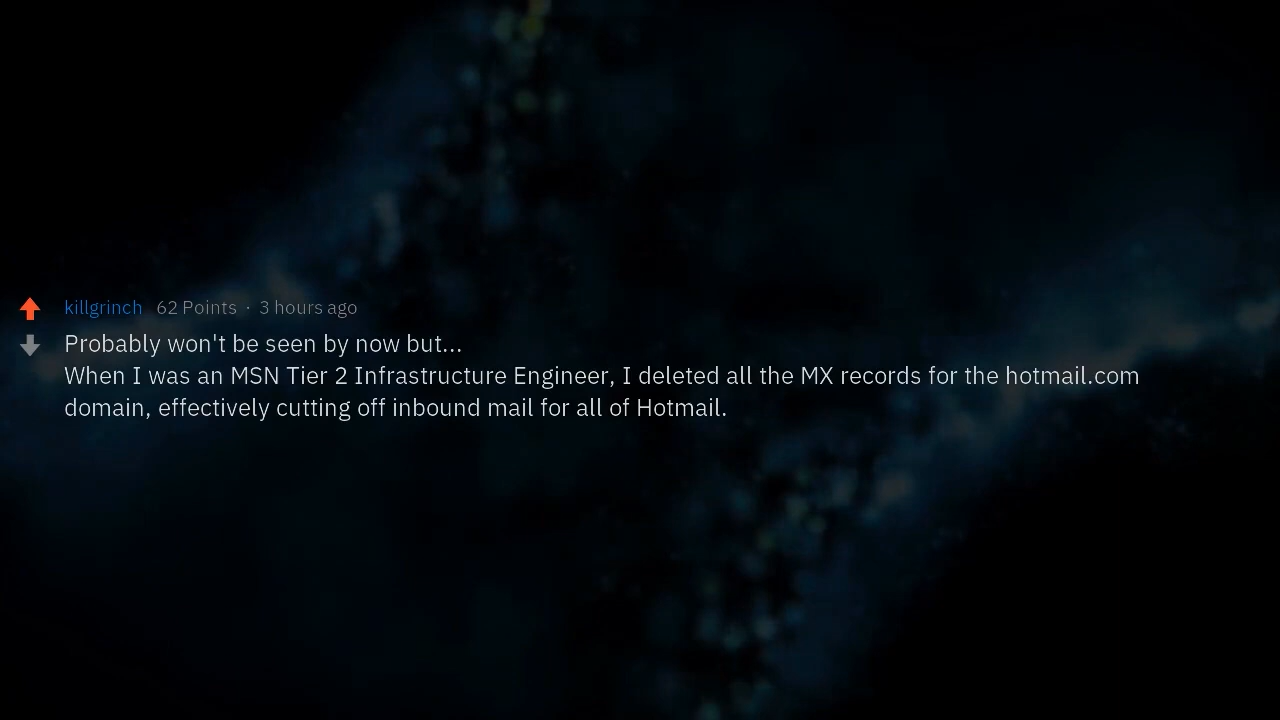 killgrinch 62 Points · 3 hours ago
Probably won't be seen by now but...
When I was an MSN Tier 2 Infrastructure Engineer, I deleted all the MX records for the hotmail.com
domain, effectively cutting off inbound mail for all of Hotmail.